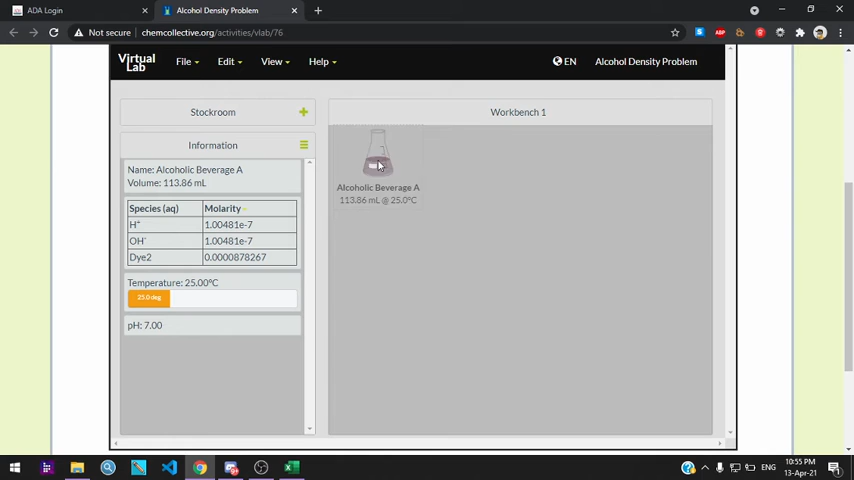 ADA Login
Alcohol Density Problem
Not secure
chemcollective.org/activities/vlab/76
Virtual Lab
File
Edit
View
Help
EN
Alcohol Density Problem
Stockroom
Workbench 1
Information
Name: Alcoholic Beverage A
Volume: 113.86 mL
Species (aq) Molarity
H+ 1.00481e-7
OH- 1.00481e-7
Dye2 0.0000878267
Temperature: 25.00°C
25.0 deg
pH: 7.00
Alcoholic Beverage A
113.86 mL @ 25.0°C
ABP
ENG
10:55 PM
13-Apr-21